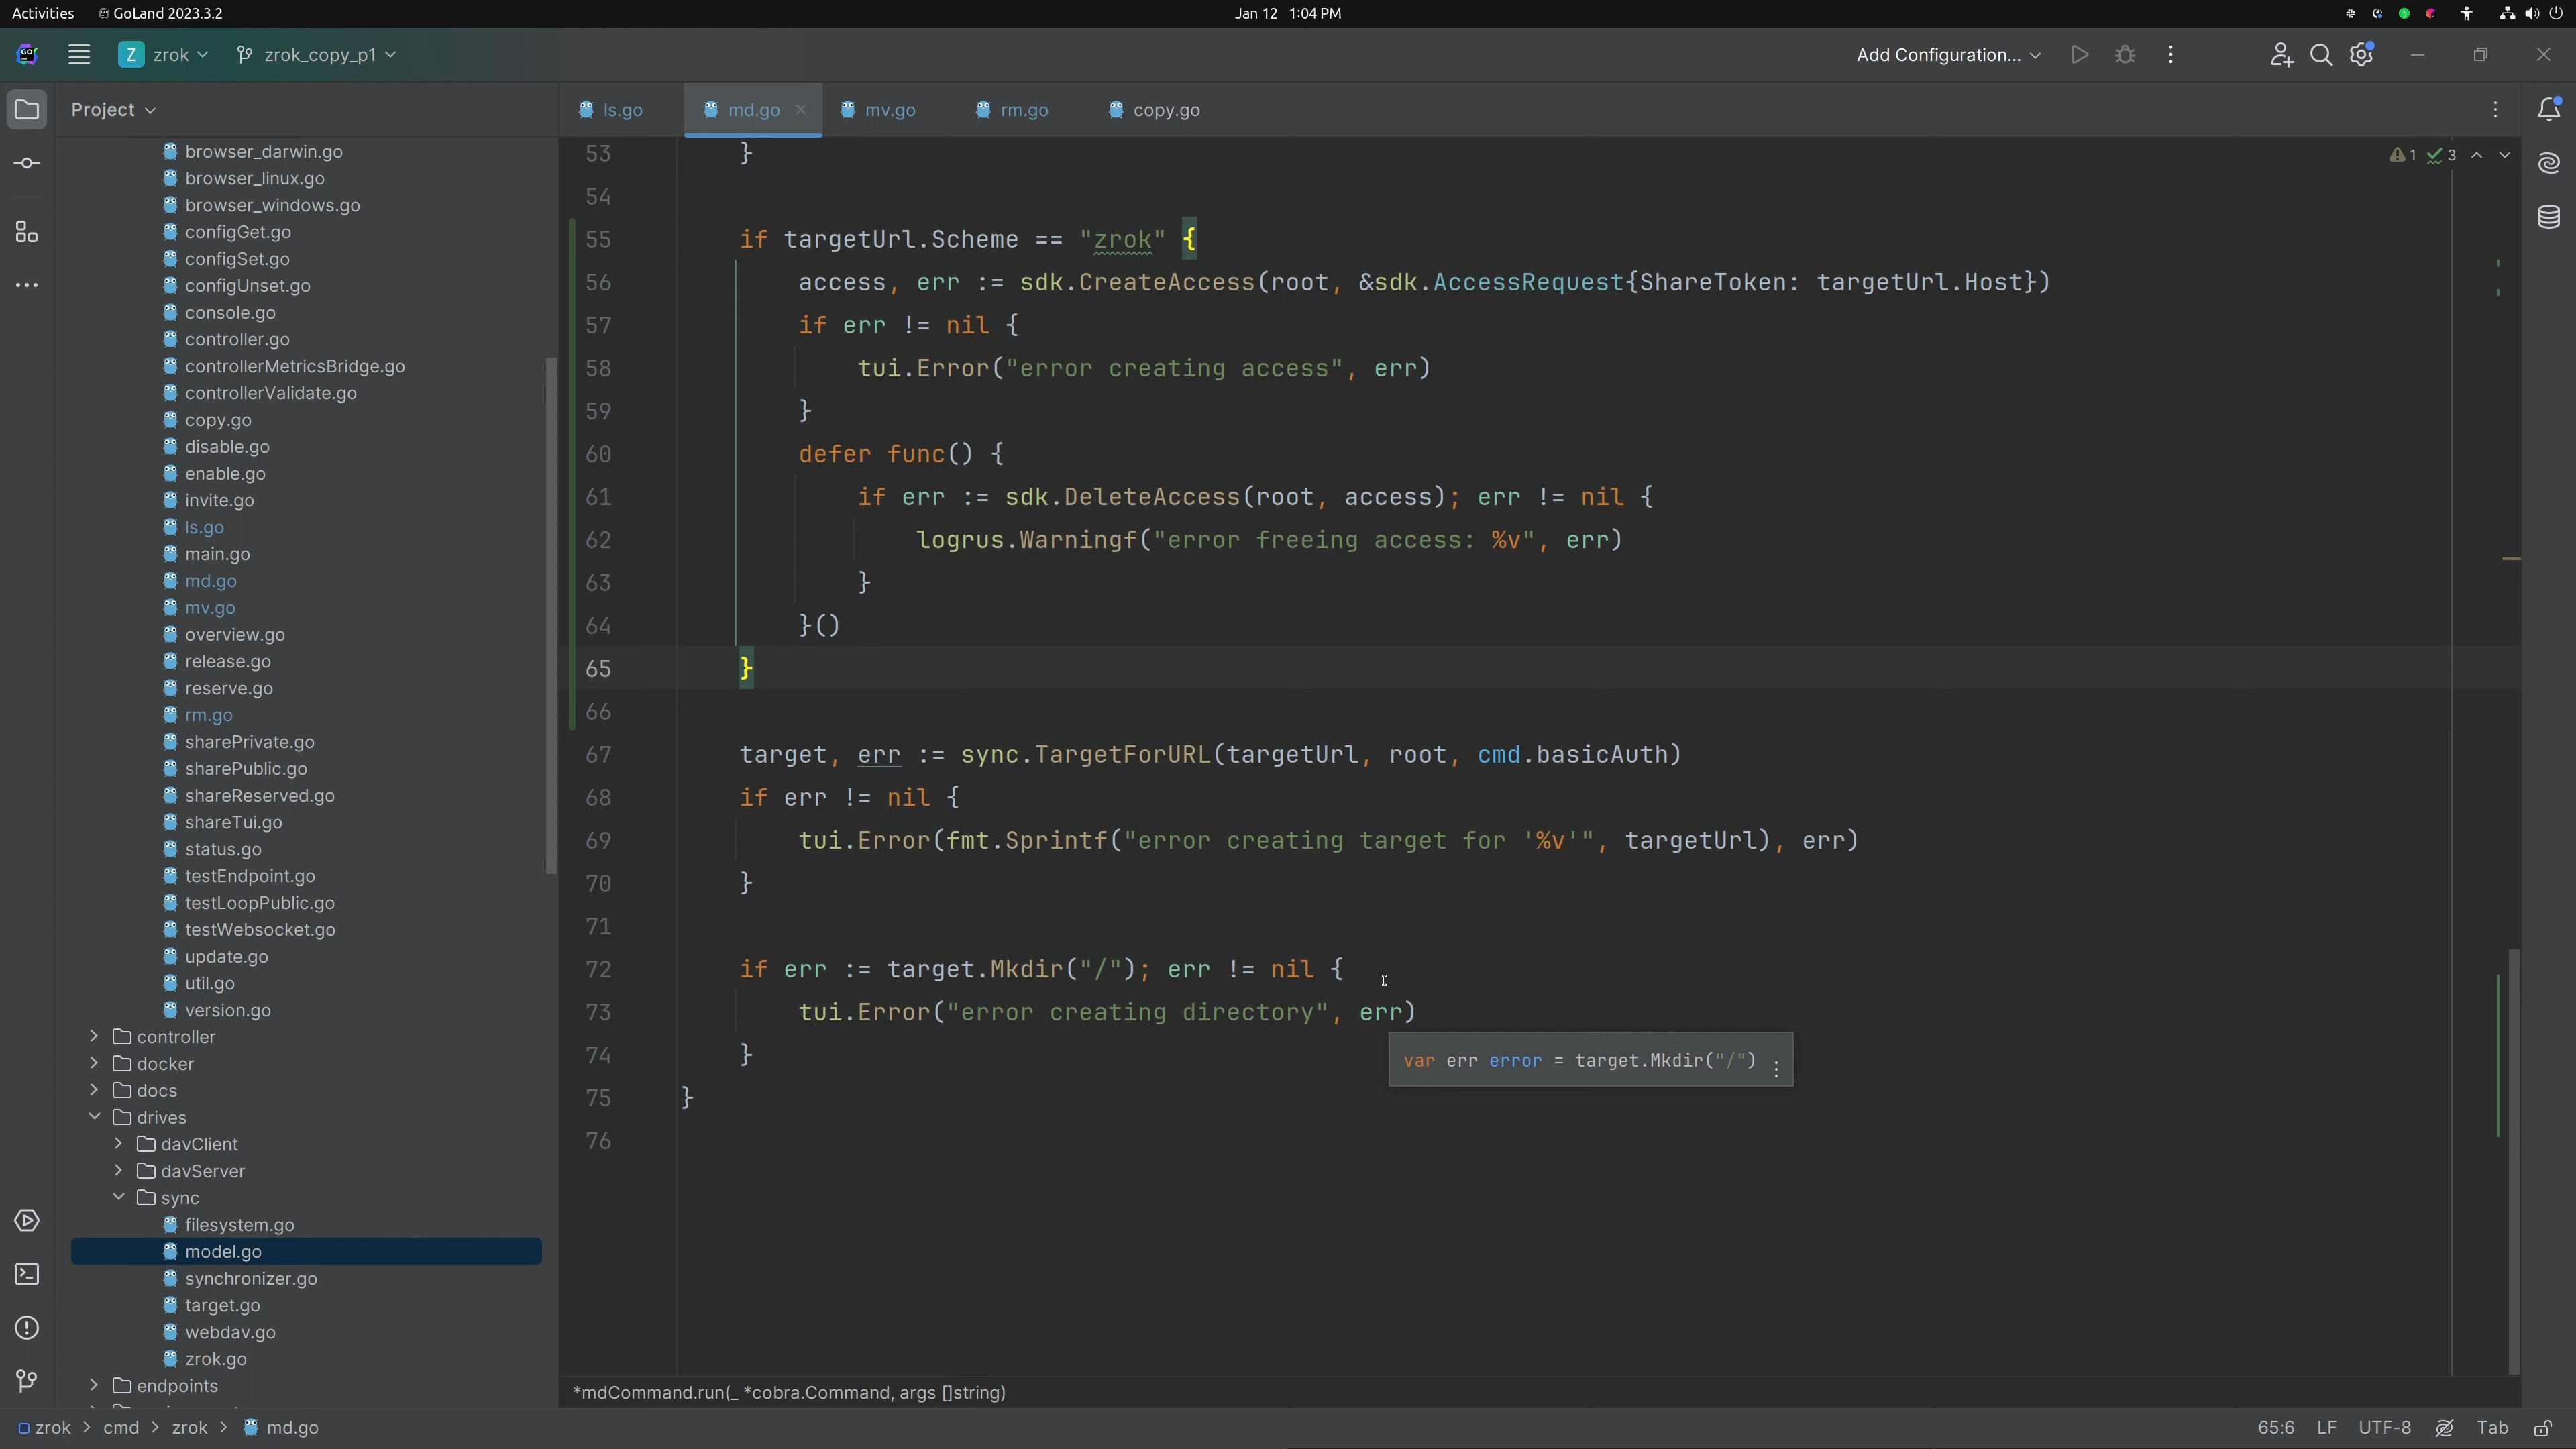 Activities GoLand 2023.3.2 Jan 12 1:04 PM
GO Z zrok zrok_copy_p1 Add Configuration...
Project
ls.go md.go mv.go rm.go copy.go
1 3
browser_darwin.go
browser_linux.go
browser_windows.go
configGet.go
configSet.go
configUnset.go
console.go
controller.go
controllerMetricsBridge.go
controllerValidate.go
copy.go
disable.go
enable.go
invite.go
ls.go
main.go
md.go
mv.go
overview.go
release.go
reserve.go
rm.go
sharePrivate.go
sharePublic.go
shareReserved.go
shareTui.go
status.go
testEndpoint.go
testLoopPublic.go
testWebsocket.go
update.go
util.go
version.go
controller
docker
docs
drives
davClient
davServer
sync
filesystem.go
model.go
synchronizer.go
target.go
webdav.go
zrok.go
endpoints
53 }
54
55 if targetUrl.Scheme == "zrok" {
56 access, err := sdk.CreateAccess(root, &sdk.AccessRequest{ShareToken: targetUrl.Host})
57 if err != nil {
58 tui.Error("error creating access", err)
59 }
60 defer func() {
61 if err := sdk.DeleteAccess(root, access); err != nil {
62 logrus.Warningf("error freeing access: %v", err)
63 }
64 }()
65 }
66
67 target, err := sync.TargetForURL(targetUrl, root, cmd.basicAuth)
68 if err != nil {
69 tui.Error(fmt.Sprintf("error creating target for '%v'", targetUrl), err)
70 }
71
72 if err := target.Mkdir("/"); err != nil {
73 tui.Error("error creating directory", err)
74 }
75 }
76
var err error = target.Mkdir("/")
*mdCommand.run(_ *cobra.Command, args []string)
zrok > cmd > zrok > md.go 65:6 LF UTF-8 Tab